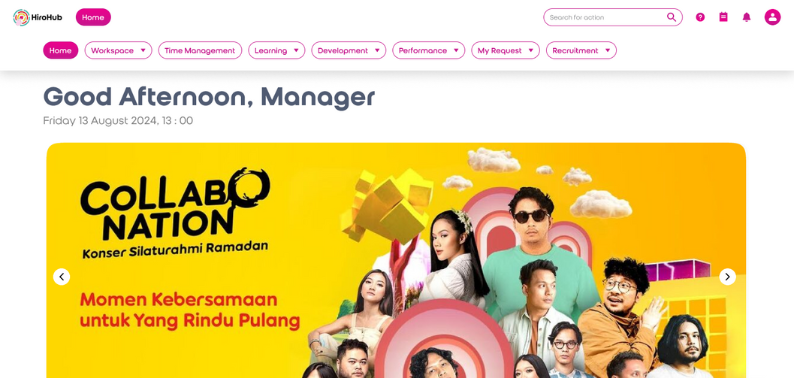 HiroHub
Home
Search for action
Home
Workspace
Time Management
Learning
Development
Performance
My Request
Recruitment
Good Afternoon, Manager
Friday 13 August 2024, 13 : 00
COLLABO
NATION
Konser Silaturahmi Ramadan
Momen Kebersamaan
untuk Yang Rindu Pulang